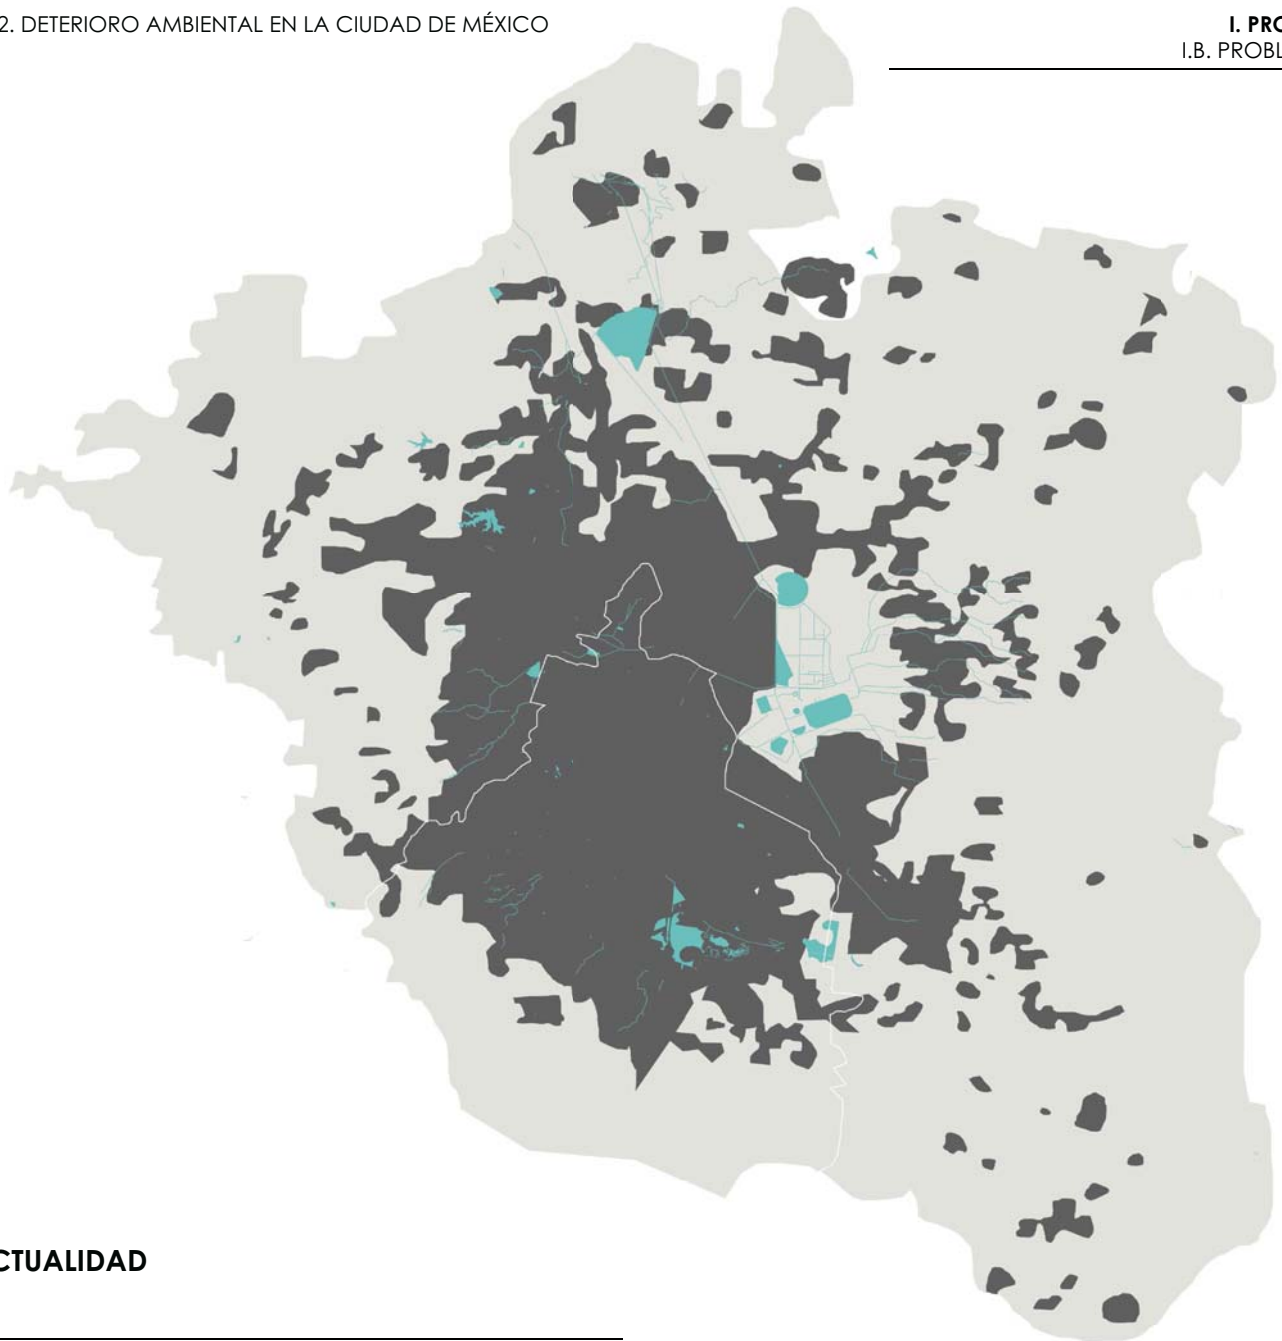 2. DETERIORO AMBIENTAL EN LA CIUDAD DE MÉXICO
I. PRO
I.B. PROBL
CTUALIDAD